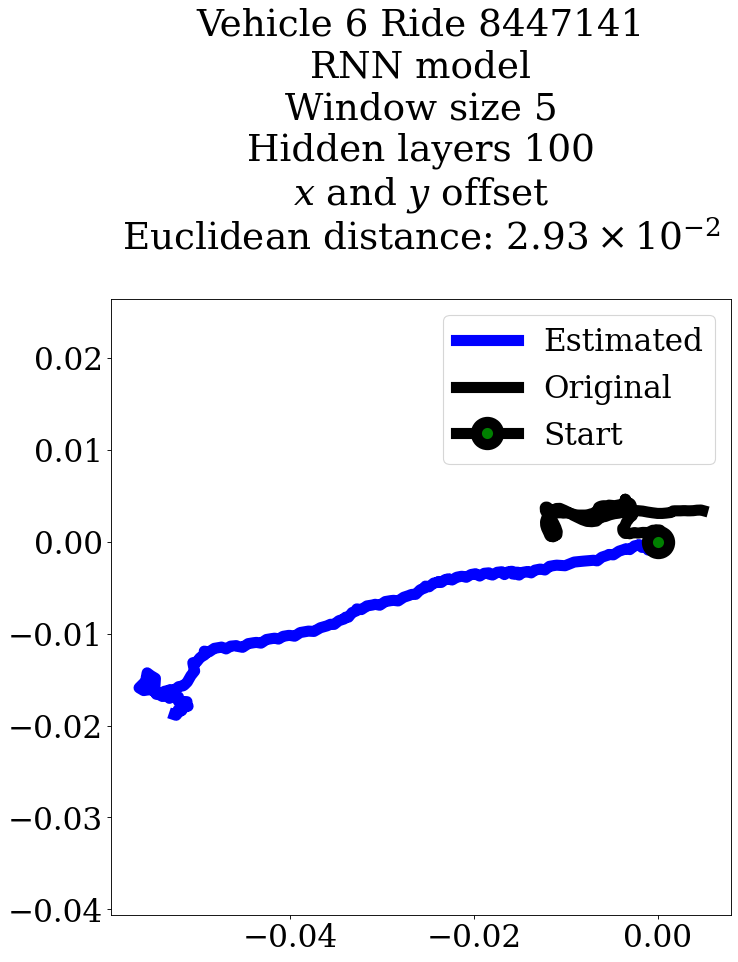 Vehicle 6 Ride 8447141
RNN model
Window size 5
Hidden layers 100
x and y offset
Euclidean distance: 2.93 × 10⁻²
Estimated
Original
Start
0.02
0.01
0.00
−0.01
−0.02
−0.03
−0.04
−0.04 −0.02 0.00